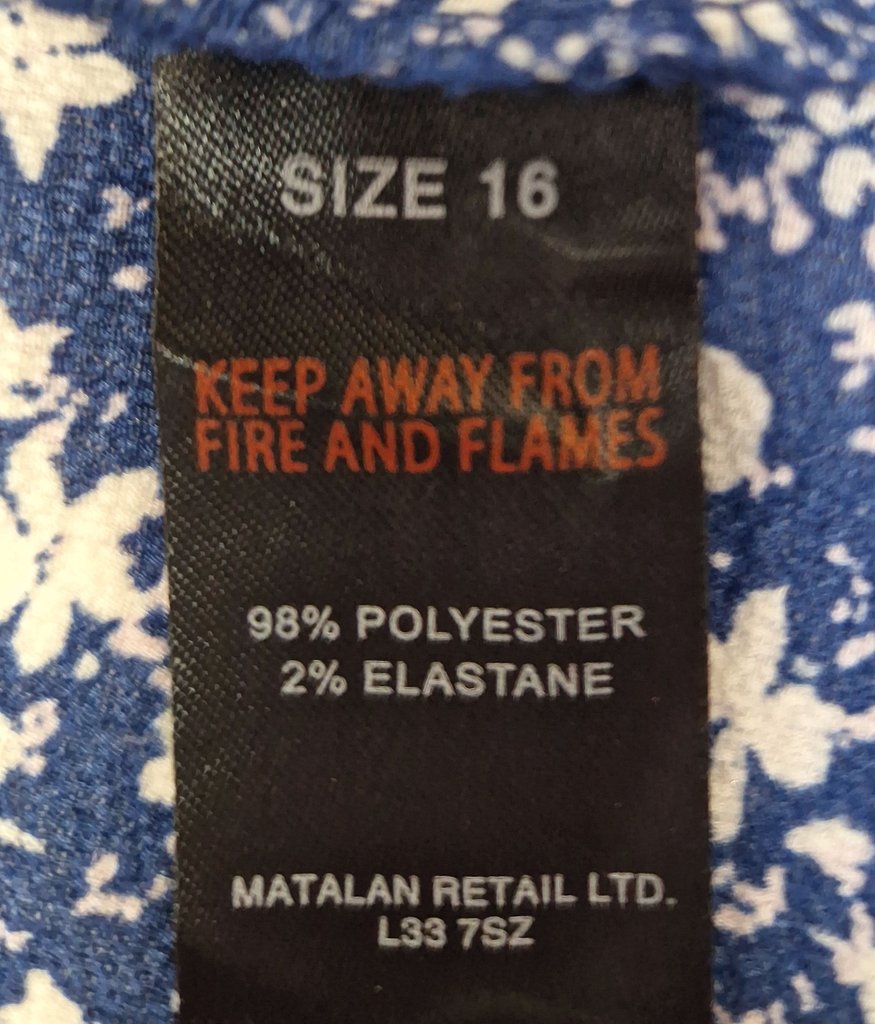 SIZE 16
KEEP AWAY FROM
FIRE AND FLAMES
98% POLYESTER
2% ELASTANE
MATALAN RETAIL LTD.
L33 7SZ